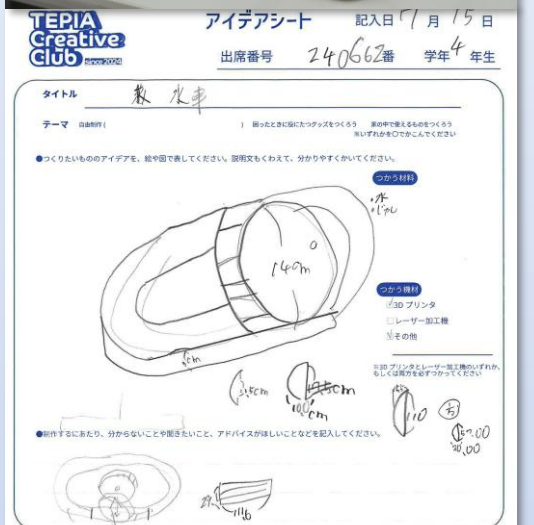 TEPIA
Creative
Club since 2024
アイデアシート
記入日 11月15日
出席番号 240662番 学年4年生
タイトル 散水車
テーマ 自由制作( ) 困ったときに役にたつグッズをつくろう 家の中で使えるものをつくろう
※いずれかを〇でかこんでください
●つくりたいもののアイデアを、絵や図で表してください。説明文もくわえて、分かりやすくかいてください。
つかう材料
・水
14cm
つかう機材
3Dプリンタ
レーザー加工機
その他
※3Dプリンタとレーザー加工機のいずれか、
もしくは両方を必ずつかってください
cm
cm
110
●制作するにあたり、分からないことや聞きたいこと、アドバイスがほしいことなどを記入してください。